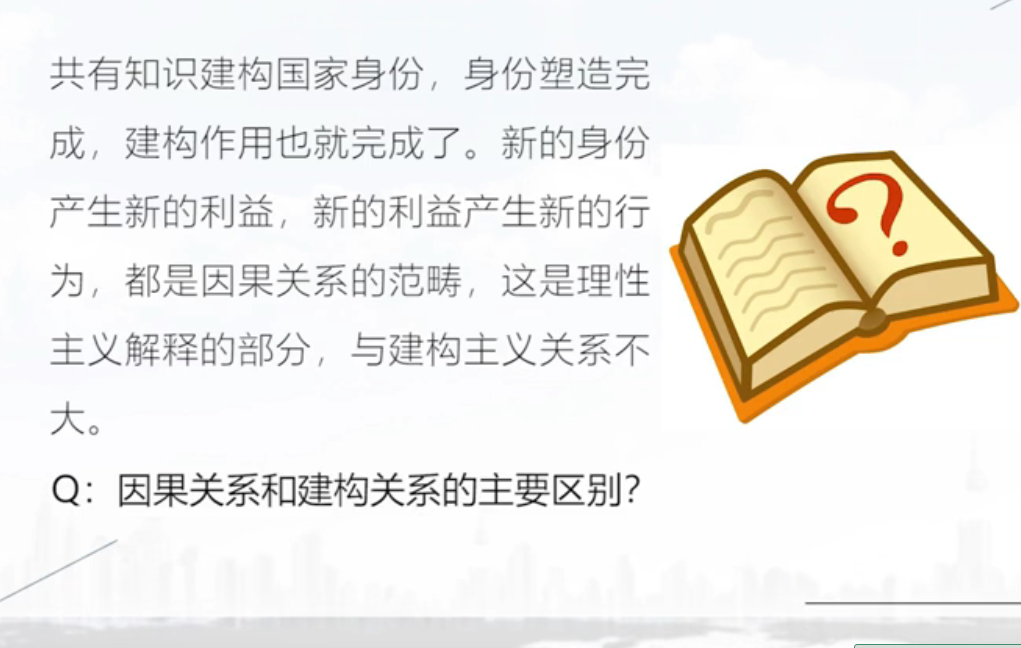 共有知识建构国家身份，身份塑造完
成，建构作用也就完成了。新的身份
产生新的利益，新的利益产生新的行
为，都是因果关系的范畴，这是理性
主义解释的部分，与建构主义关系不
大。
?
Q：因果关系和建构关系的主要区别？